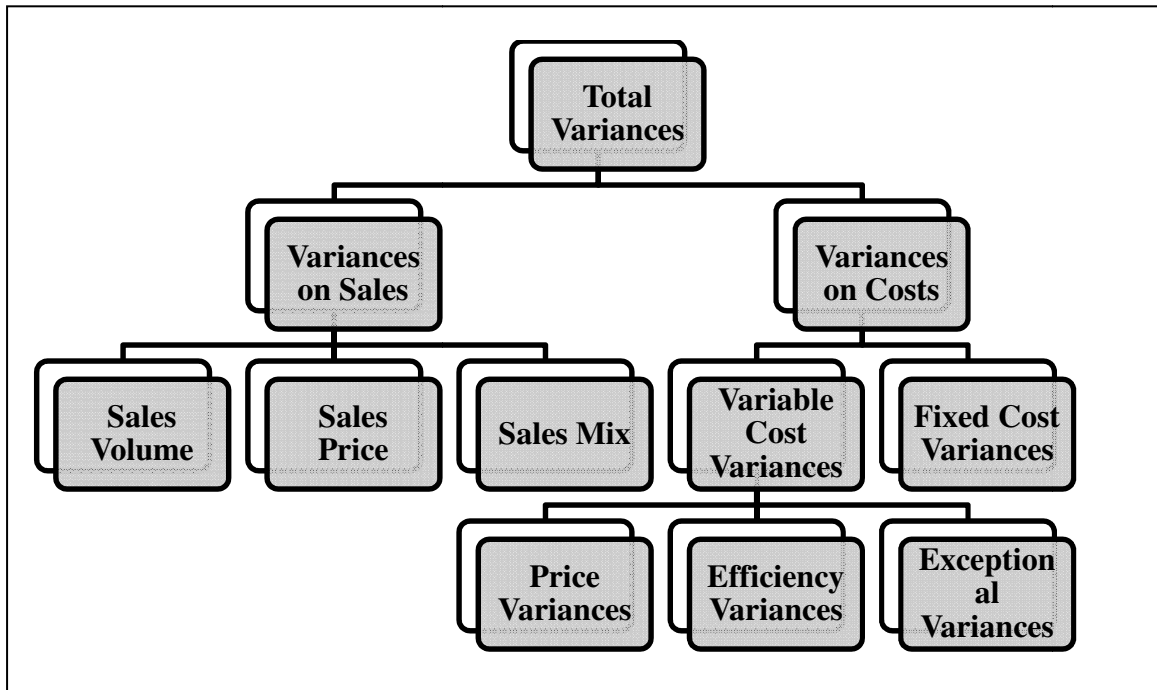 Total
Variances
Variances
on Sales
Variances
on Costs
Sales
Volume
Sales
Price
Sales Mix
Variable
Cost
Variances
Fixed Cost
Variances
Price
Variances
Efficiency
Variances
Exception
al
Variances